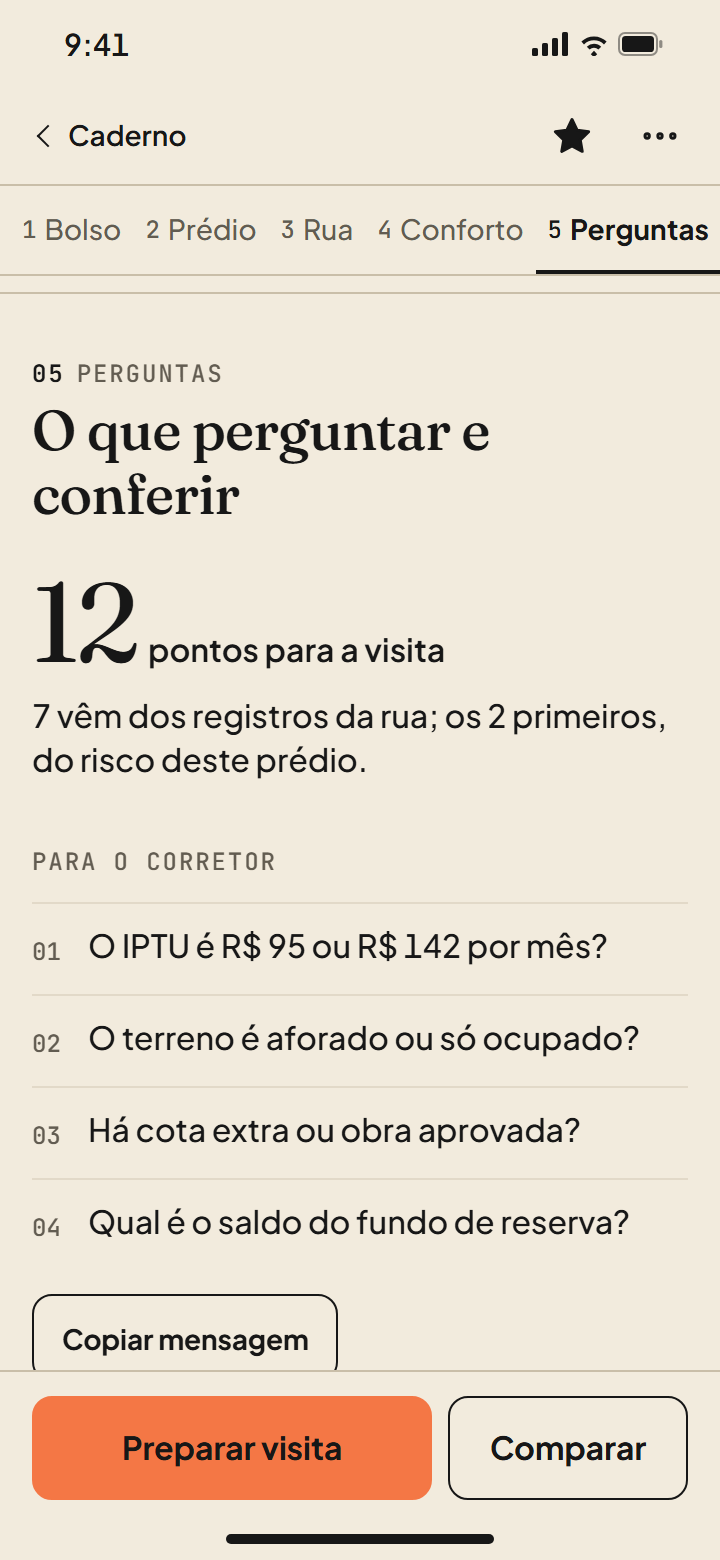 9:41
Caderno
1 Bolso 2 Prédio 3 Rua 4 Conforto 5 Perguntas
05 PERGUNTAS
O que perguntar e
conferir
12 pontos para a visita
7 vêm dos registros da rua; os 2 primeiros,
do risco deste prédio.
PARA O CORRETOR
01 O IPTU é R$ 95 ou R$ 142 por mês?
02 O terreno é aforado ou só ocupado?
03 Há cota extra ou obra aprovada?
04 Qual é o saldo do fundo de reserva?
Copiar mensagem
Preparar visita Comparar